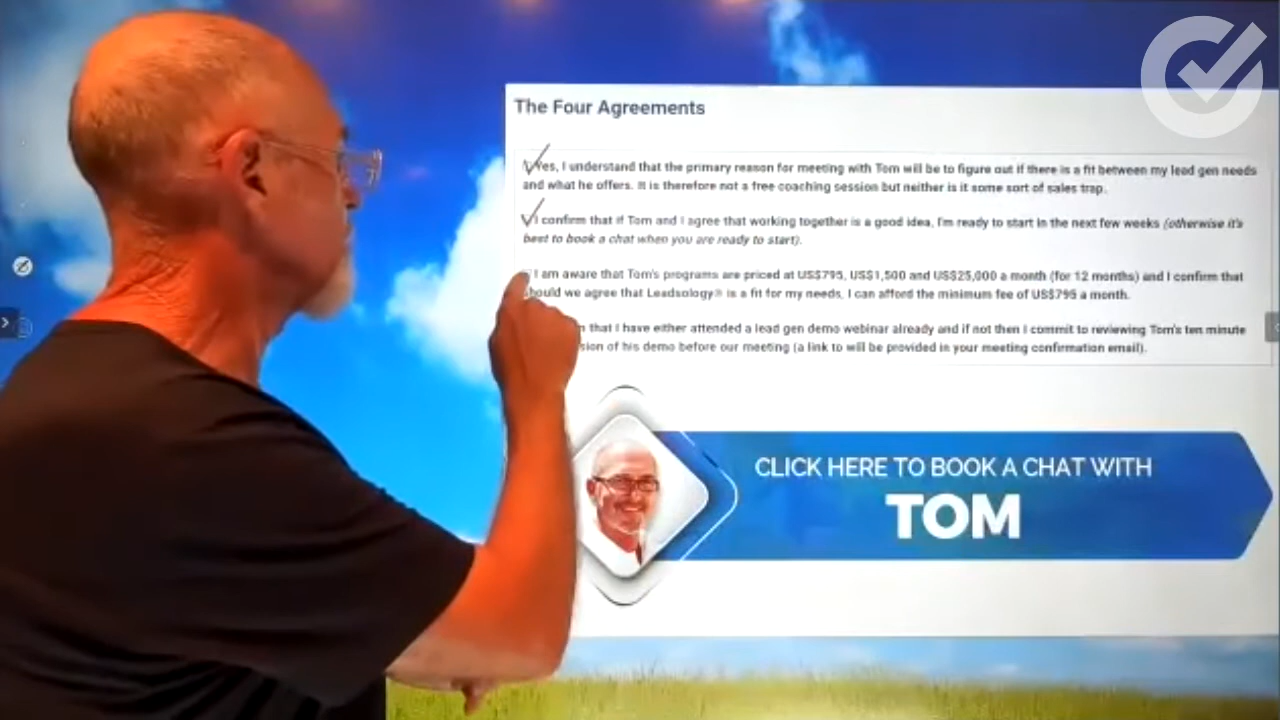 The Four Agreements
Yes, I understand that the primary reason for meeting with Tom will be to figure out if there is a fit between my lead gen needs
and what he offers. It is therefore not a free coaching session but neither is it some sort of sales trap.
I confirm that if Tom and I agree that working together is a good idea, I'm ready to start in the next few weeks (otherwise it's
best to book a chat when you are ready to start).
I am aware that Tom's programs are priced at US$795, US$1,500 and US$25,000 a month (for 12 months) and I confirm that
should we agree that Leadsology® is a fit for my needs, I can afford the minimum fee of US$795 a month.
that I have either attended a lead gen demo webinar already and if not then I commit to reviewing Tom's ten minute
of his demo before our meeting (a link to will be provided in your meeting confirmation email).
CLICK HERE TO BOOK A CHAT WITH
TOM